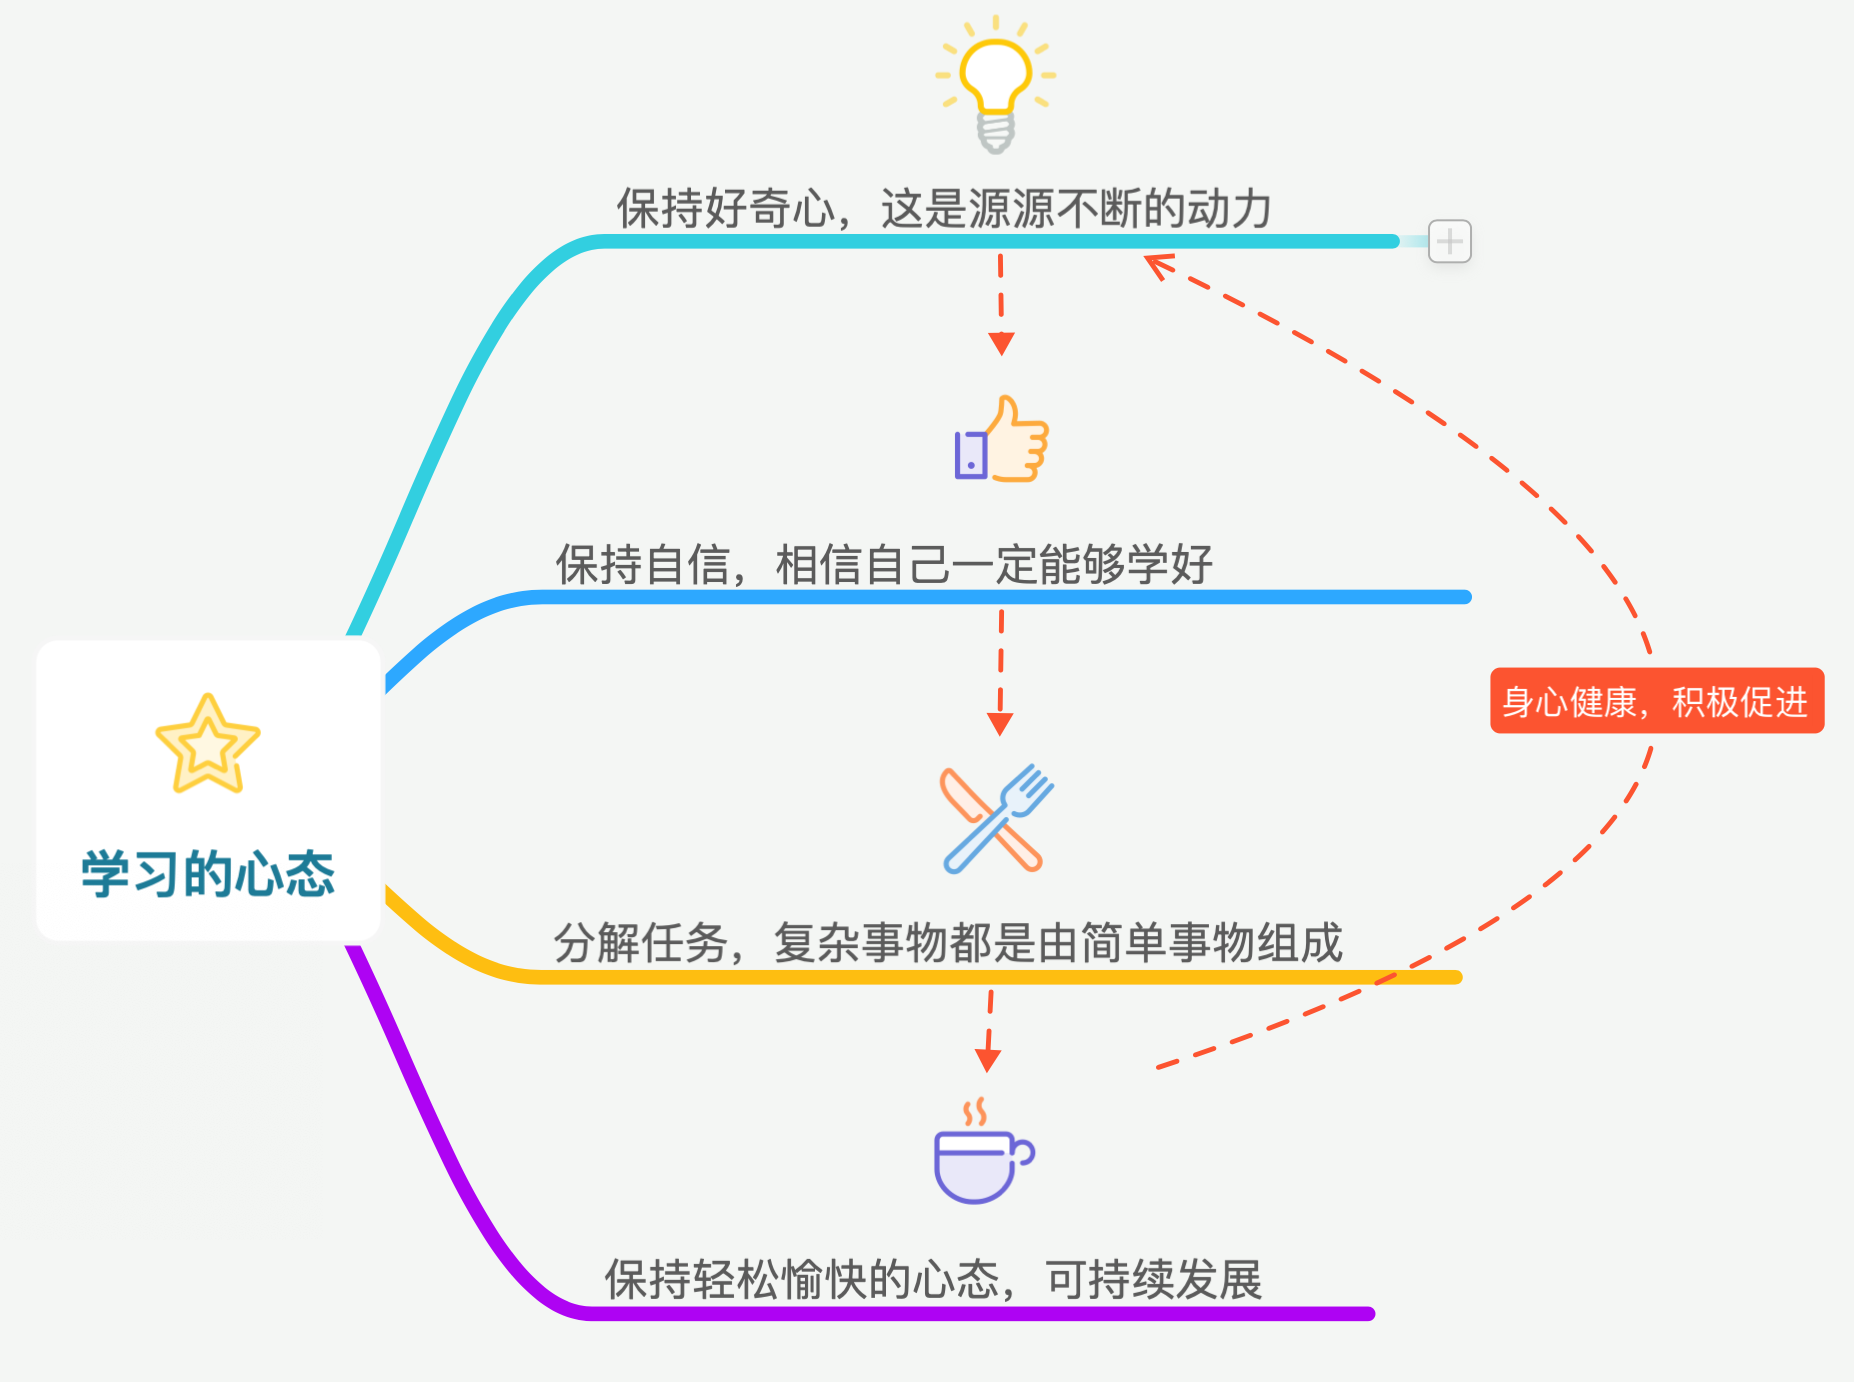 保持好奇心，这是源源不断的动力
保持自信，相信自己一定能够学好
身心健康，积极促进
学习的心态
分解任务，复杂事物都是由简单事物组成
保持轻松愉快的心态，可持续发展